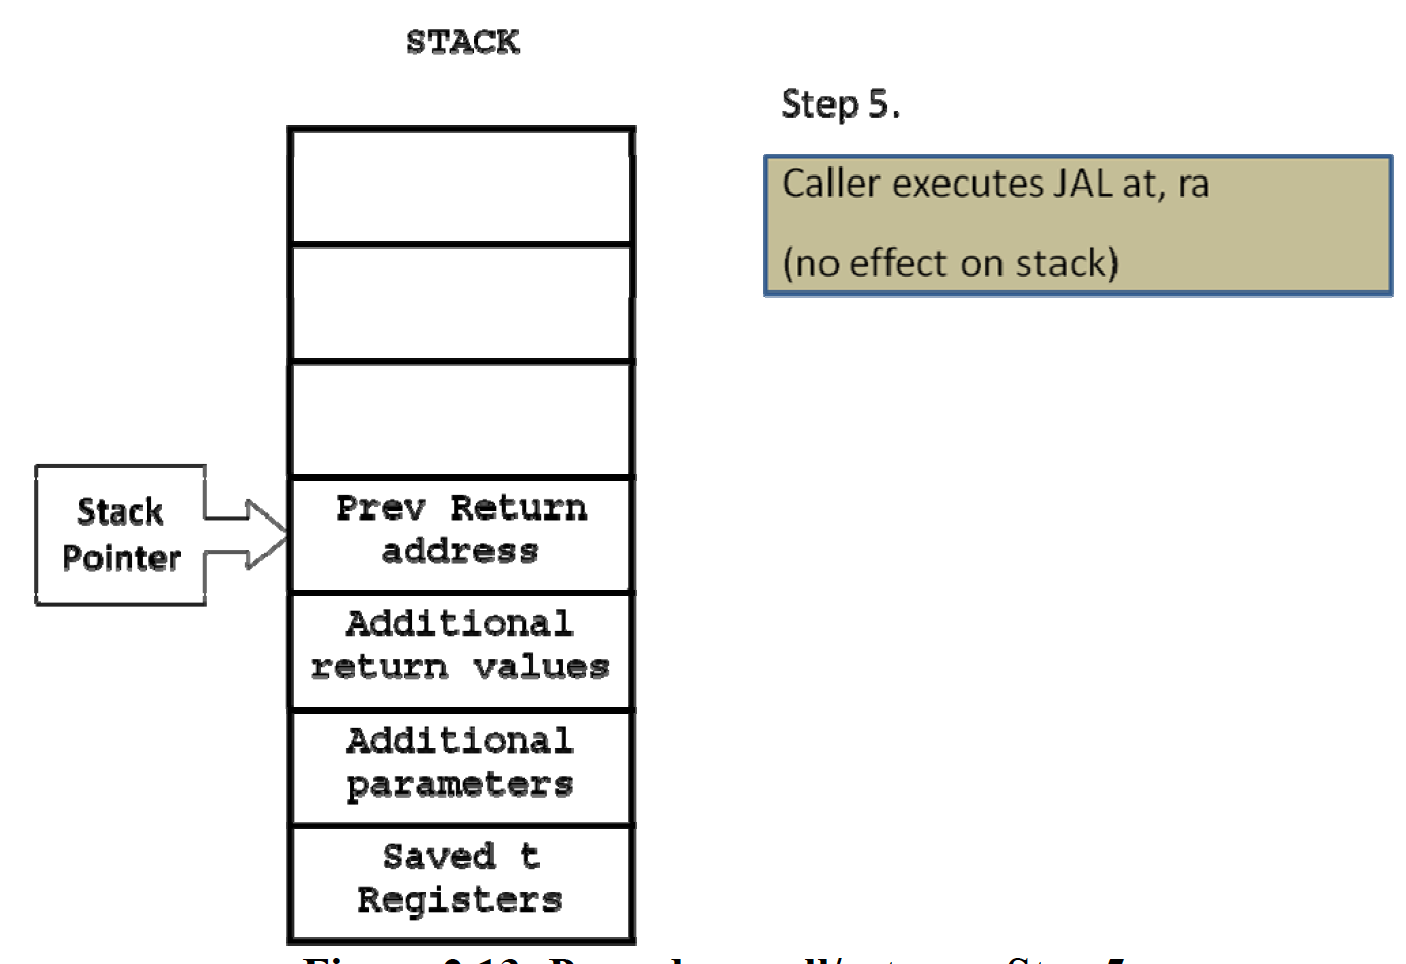 STACK
Step 5.
Caller executes JAL at, ra
(no effect on stack)
Stack
Pointer
Prev Return
address
Additional
return values
Additional
parameters
Saved t
Registers